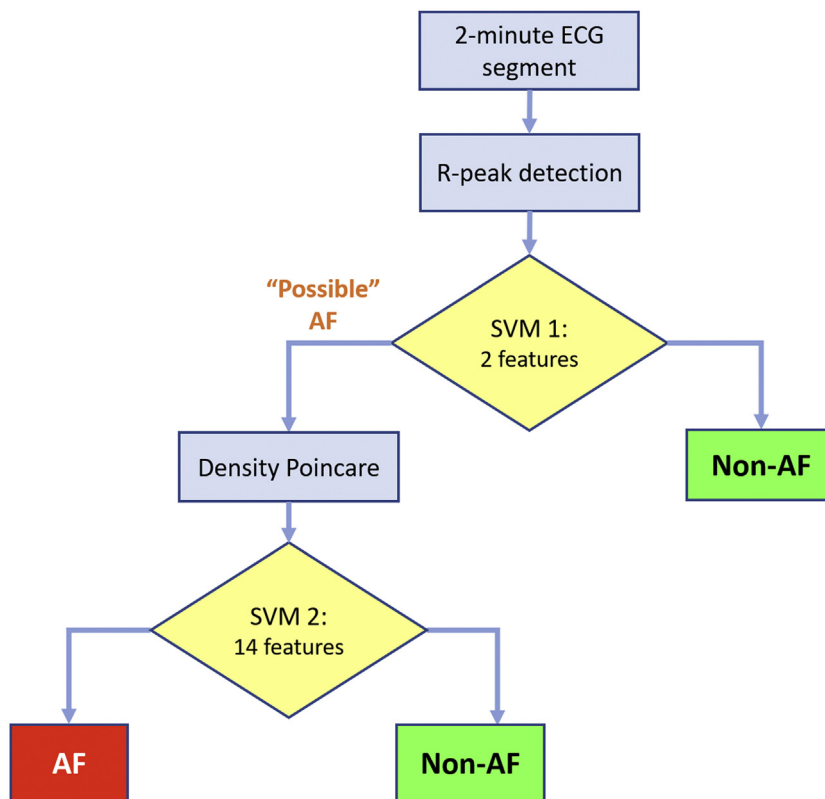 2-minute ECG
segment
R-peak detection
“Possible”
AF
SVM 1:
2 features
Non-AF
Density Poincare
SVM 2:
14 features
AF
Non-AF